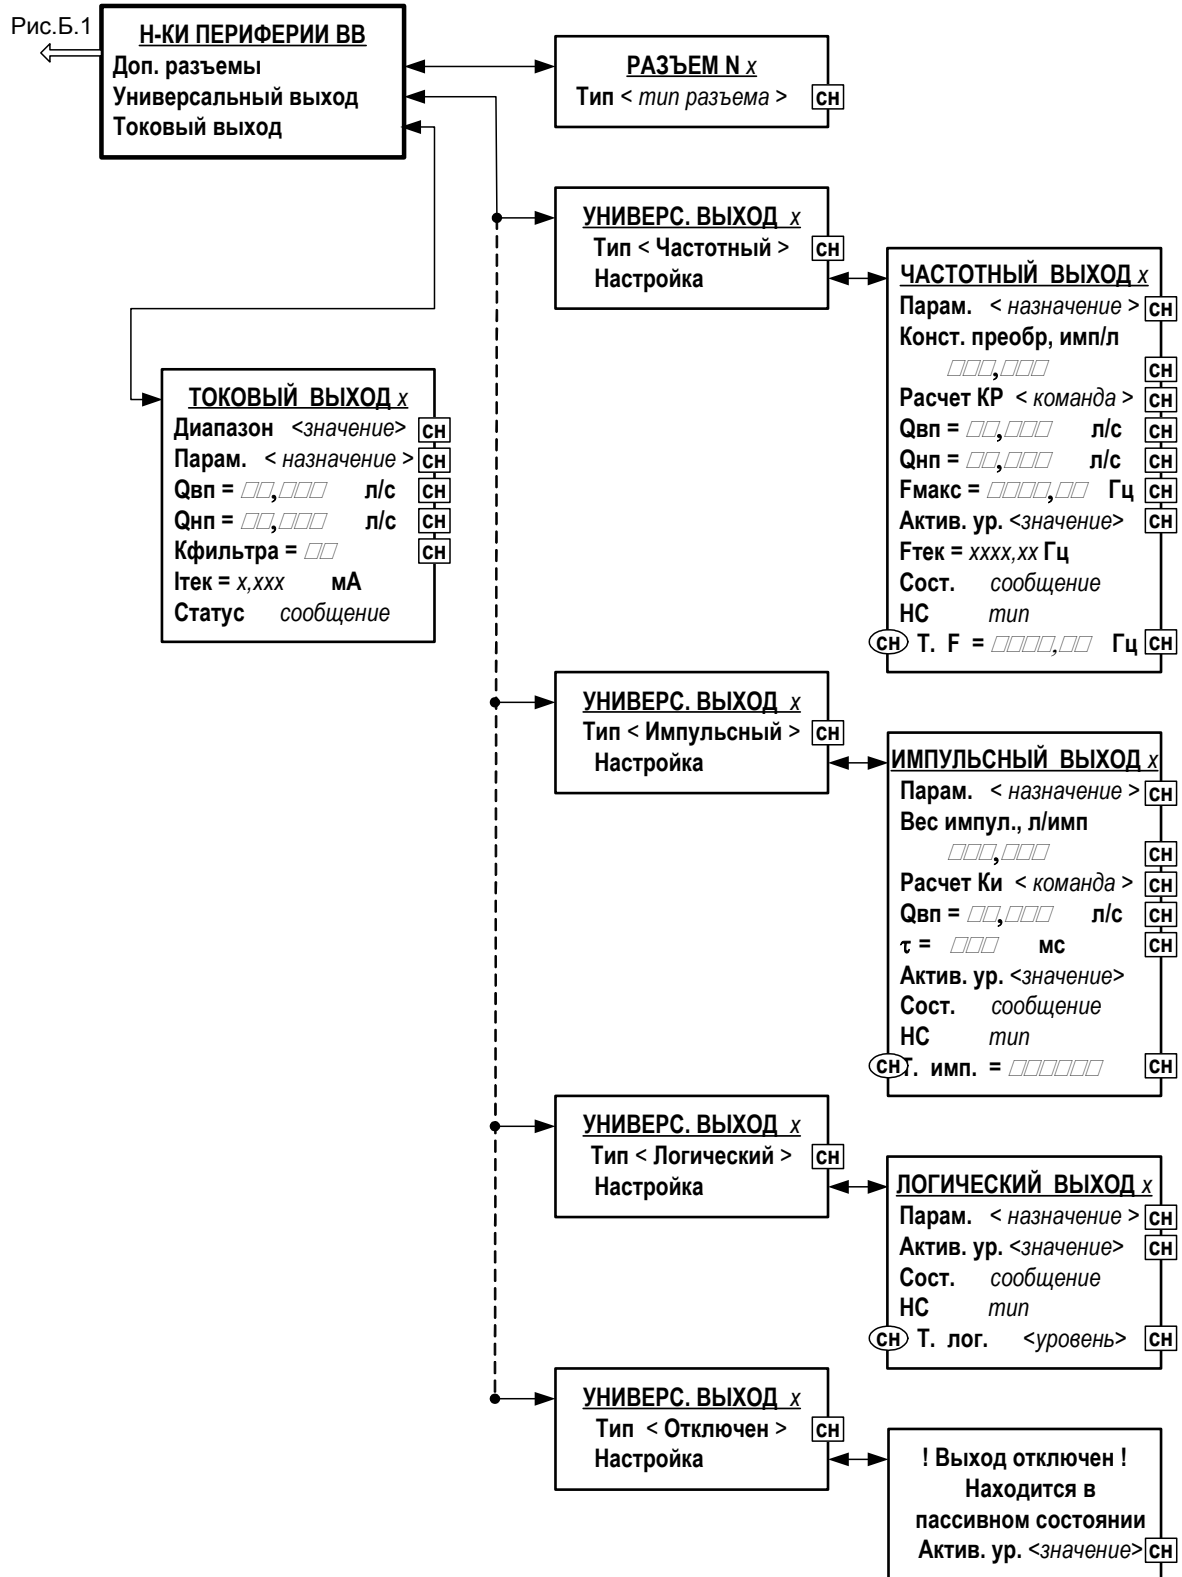 Рис.Б.1
Н-КИ ПЕРИФЕРИИ ВВ
Доп. разъемы
Универсальный выход
Токовый выход
РАЗЪЕМ N x
Тип < тип разъема > СН
УНИВЕРС. ВЫХОД x
Тип < Частотный > СН
Настройка
ЧАСТОТНЫЙ ВЫХОД x
Парам. < назначение > СН
Конст. преобр, имп/л
□□□,□□□ СН
Расчет КР < команда > СН
Qвп = □□,□□□ л/с СН
Qнп = □□,□□□ л/с СН
Fмакс = □□□□,□□ Гц СН
Актив. ур. <значение> СН
Fтек = xxxx,xx Гц
Сост. сообщение
НС тип
СН Т. F = □□□□,□□ Гц СН
ТОКОВЫЙ ВЫХОД x
Диапазон <значение> СН
Парам. < назначение > СН
Qвп = □□,□□□ л/с СН
Qнп = □□,□□□ л/с СН
Кфильтра = □□ СН
Iтек = x,xxx мА
Статус сообщение
УНИВЕРС. ВЫХОД x
Тип < Импульсный > СН
Настройка
ИМПУЛЬСНЫЙ ВЫХОД x
Парам. < назначение > СН
Вес импул., л/имп
□□□,□□□ СН
Расчет Ки < команда > СН
Qвп = □□,□□□ л/с СН
τ = □□□ мс СН
Актив. ур. <значение>
Сост. сообщение
НС тип
СН Т. имп. = □□□□□□ СН
УНИВЕРС. ВЫХОД x
Тип < Логический > СН
Настройка
ЛОГИЧЕСКИЙ ВЫХОД x
Парам. < назначение > СН
Актив. ур. <значение> СН
Сост. сообщение
НС тип
СН Т. лог. <уровень> СН
УНИВЕРС. ВЫХОД x
Тип < Отключен > СН
Настройка
! Выход отключен !
Находится в
пассивном состоянии
Актив. ур. <значение> СН